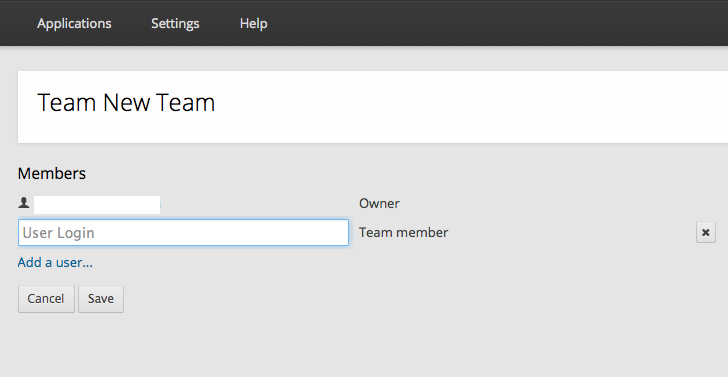 Applications Settings Help
Team New Team
Members
Owner
User Login Team member
Add a user...
Cancel Save